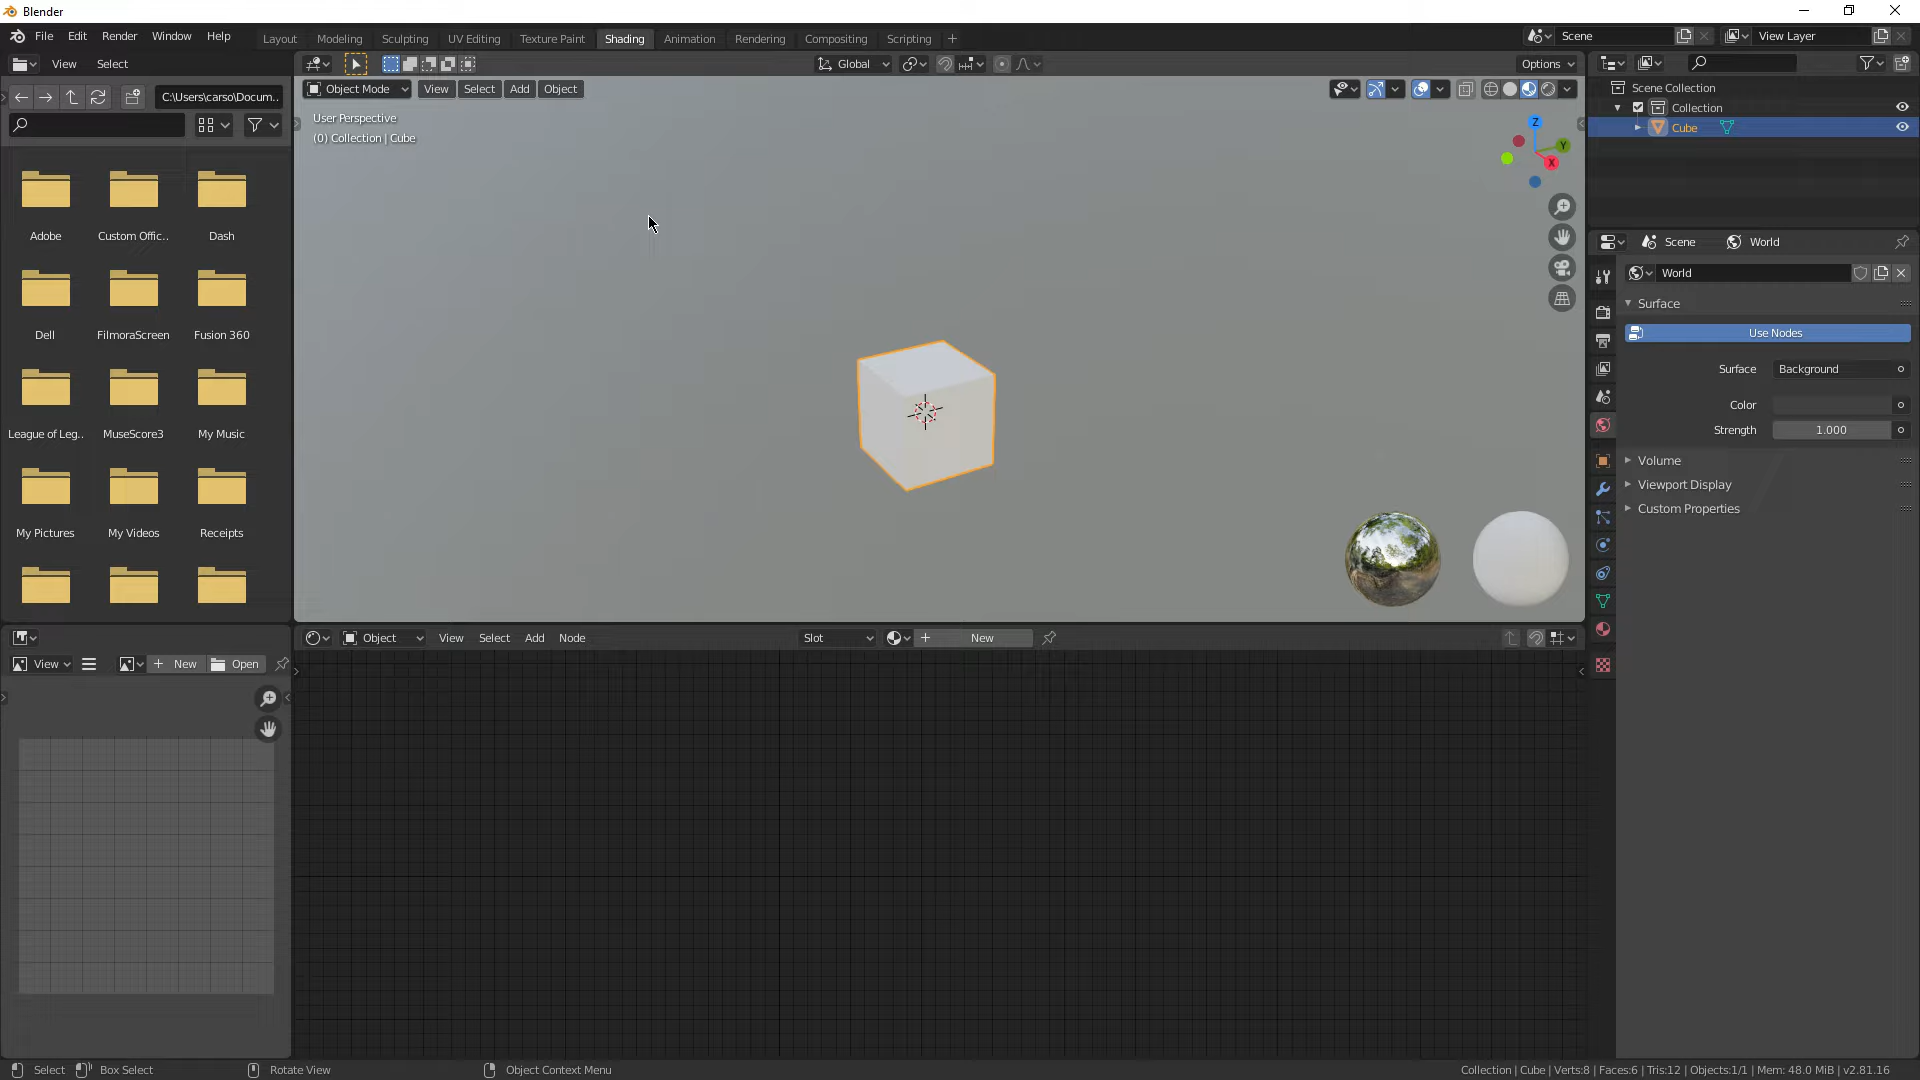 Blender
File Edit Render Window Help
Layout Modeling Sculpting UV Editing Texture Paint Shading Animation Rendering Compositing Scripting +
Scene
View Layer
View Select
Global
Options
C:\Users\carso\Docum..
Object Mode View Select Add Object
User Perspective
(0) Collection | Cube
Z
Y
X
Scene Collection
Collection
Cube
Adobe Custom Offic.. Dash
Dell FilmoraScreen Fusion 360
League of Leg.. MuseScore3 My Music
My Pictures My Videos Receipts
Scene World
World
Surface
Use Nodes
Surface Background
Color
Strength 1.000
Volume
Viewport Display
Custom Properties
Object View Select Add Node
Slot
New
View New Open
Select Box Select Rotate View Object Context Menu
Collection | Cube | Verts:8 | Faces:6 | Tris:12 | Objects:1/1 | Mem: 48.0 MiB | v2.81.16